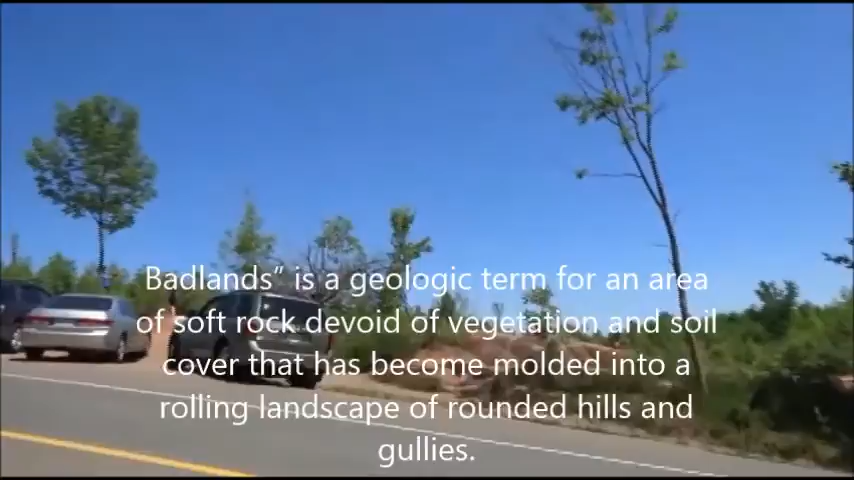 Badlands” is a geologic term for an area
of soft rock devoid of vegetation and soil
cover that has become molded into a
rolling landscape of rounded hills and
gullies.